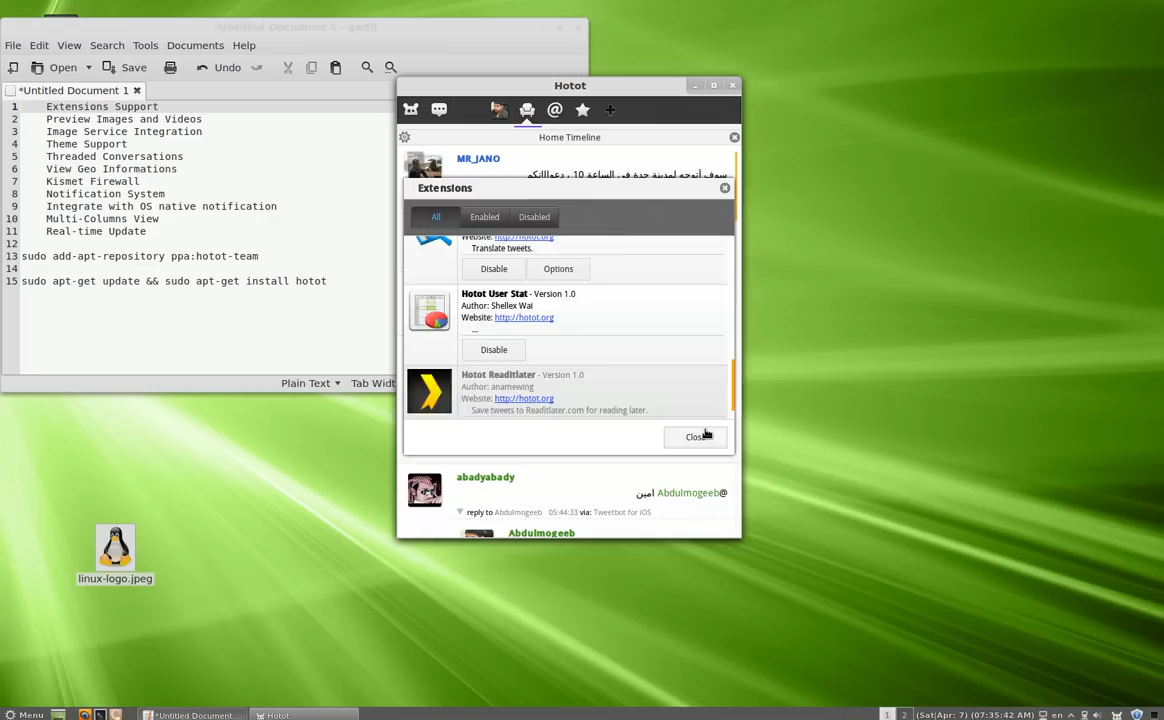 *Untitled Document 1 - gedit
File Edit View Search Tools Documents Help
Open Save Undo
*Untitled Document 1
1 Extensions Support
2 Preview Images and Videos
3 Image Service Integration
4 Theme Support
5 Threaded Conversations
6 View Geo Informations
7 Kismet Firewall
8 Notification System
9 Integrate with OS native notification
10 Multi-Columns View
11 Real-time Update
12
13 sudo add-apt-repository ppa:hotot-team
14
15 sudo apt-get update && sudo apt-get install hotot
Plain Text Tab Widt
Hotot
Home Timeline
MR_JANO
سوف أتوجه لمدينة جدة في الساعة 10 ، دعوااتكم
Extensions
All Enabled Disabled
Website: http://hotot.org
Translate tweets.
Disable Options
Hotot User Stat - Version 1.0
Author: Shellex Wai
Website: http://hotot.org
...
Disable
Hotot Readitlater - Version 1.0
Author: anamewing
Website: http://hotot.org
Save tweets to Readitlater.com for reading later.
Close
abadyabady
@Abdulmogeeb امين
reply to Abdulmogeeb 05:44:33 via: Tweetbot for iOS
Abdulmogeeb
linux-logo.jpeg
Menu *Untitled Document ... Hotot 1 2 (Sat|Apr: 7) (07:35:42 AM) en